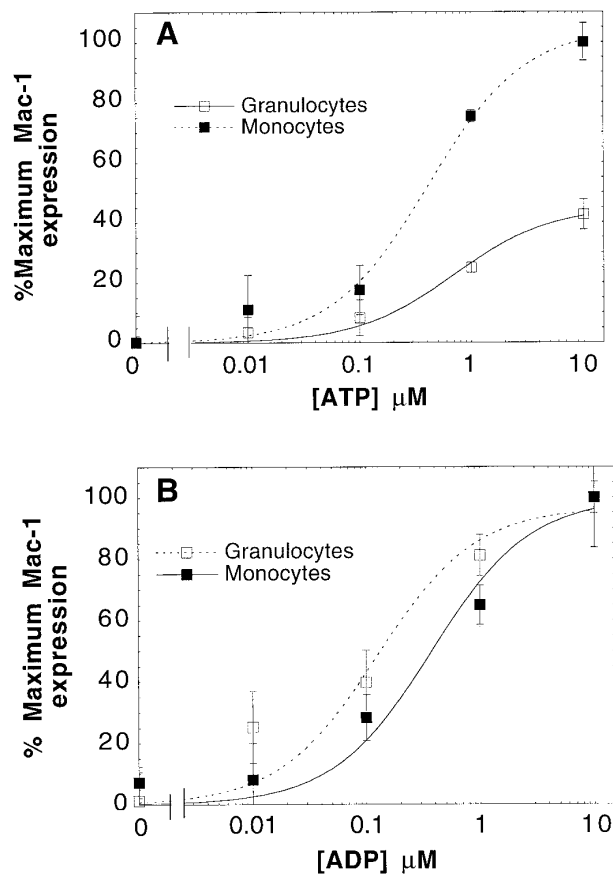 A
100
80
60
40
20
0
%Maximum Mac-1
expression
Granulocytes
Monocytes
0
0.01
0.1
1
10
[ATP] μM
B
100
80
60
40
20
0
% Maximum Mac-1
expression
Granulocytes
Monocytes
0
0.01
0.1
1
10
[ADP] μM